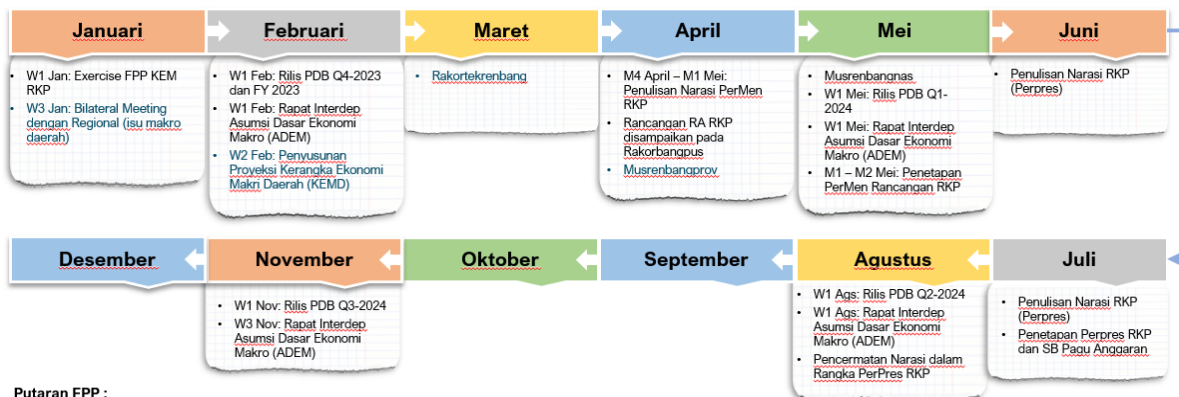 Januari
Februari
Maret
April
Mei
Juni
W1 Jan: Exercise FPP KEM
RKP
W3 Jan: Bilateral Meeting
dengan Regional (isu makro
daerah)
W1 Feb: Rilis PDB Q4-2023
dan FY 2023
W1 Feb: Rapat Interdep
Asumsi Dasar Ekonomi
Makro (ADEM)
W2 Feb: Penyusunan
Proyeksi Kerangka Ekonomi
Makri Daerah (KEMD)
Rakortekrenbang
M4 April – M1 Mei:
Penulisan Narasi PerMen
RKP
Rancangan RA RKP
disampaikan pada
Rakorbangpus
Musrenbangprov
Musrenbangnas
W1 Mei: Rilis PDB Q1-
2024
W1 Mei: Rapat Interdep
Asumsi Dasar Ekonomi
Makro (ADEM)
M1 – M2 Mei: Penetapan
PerMen Rancangan RKP
Penulisan Narasi RKP
(Perpres)
Desember
November
Oktober
September
Agustus
Juli
W1 Nov: Rilis PDB Q3-2024
W3 Nov: Rapat Interdep
Asumsi Dasar Ekonomi
Makro (ADEM)
W1 Ags: Rilis PDB Q2-2024
W1 Ags: Rapat Interdep
Asumsi Dasar Ekonomi
Makro (ADEM)
Pencermatan Narasi dalam
Rangka PerPres RKP
Penulisan Narasi RKP
(Perpres)
Penetapan Perpres RKP
dan SB Pagu Anggaran
Putaran FPP :